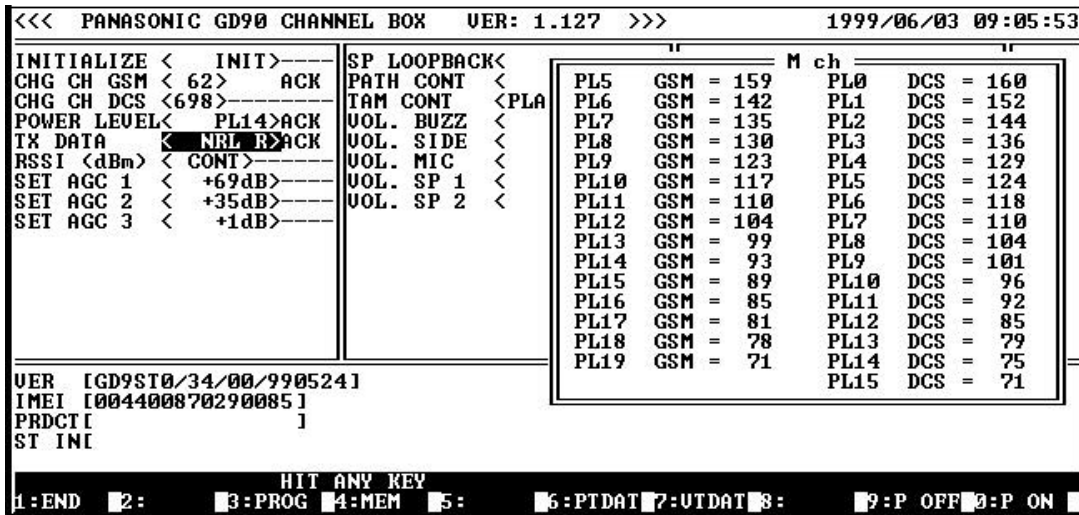 <<< PANASONIC GD90 CHANNEL BOX VER: 1.127 >>> 1999/06/03 09:05:53
INITIALIZE < INIT>----
CHG CH GSM < 62> ACK
CHG CH DCS <698>---------
POWER LEVEL< PL14>ACK
TX DATA < NRL R>ACK
RSSI (dBm) < CONT>------
SET AGC 1 < +69dB>----
SET AGC 2 < +35dB>----
SET AGC 3 < +1dB>----
SP LOOPBACK<
PATH CONT <
TAM CONT <PLA
VOL. BUZZ <
VOL. SIDE <
VOL. MIC <
VOL. SP 1 <
VOL. SP 2 <
M ch
PL5 GSM = 159 PL0 DCS = 160
PL6 GSM = 142 PL1 DCS = 152
PL7 GSM = 135 PL2 DCS = 144
PL8 GSM = 130 PL3 DCS = 136
PL9 GSM = 123 PL4 DCS = 129
PL10 GSM = 117 PL5 DCS = 124
PL11 GSM = 110 PL6 DCS = 118
PL12 GSM = 104 PL7 DCS = 110
PL13 GSM = 99 PL8 DCS = 104
PL14 GSM = 93 PL9 DCS = 101
PL15 GSM = 89 PL10 DCS = 96
PL16 GSM = 85 PL11 DCS = 92
PL17 GSM = 81 PL12 DCS = 85
PL18 GSM = 78 PL13 DCS = 79
PL19 GSM = 71 PL14 DCS = 75
PL15 DCS = 71
VER [GD9ST0/34/00/990524]
IMEI [004400870290085]
PRDCT[ ]
ST IN[
HIT ANY KEY
1:END 2: 3:PROG 4:MEM 5: 6:PTDAT 7:VTDAT 8: 9:P OFF 0:P ON